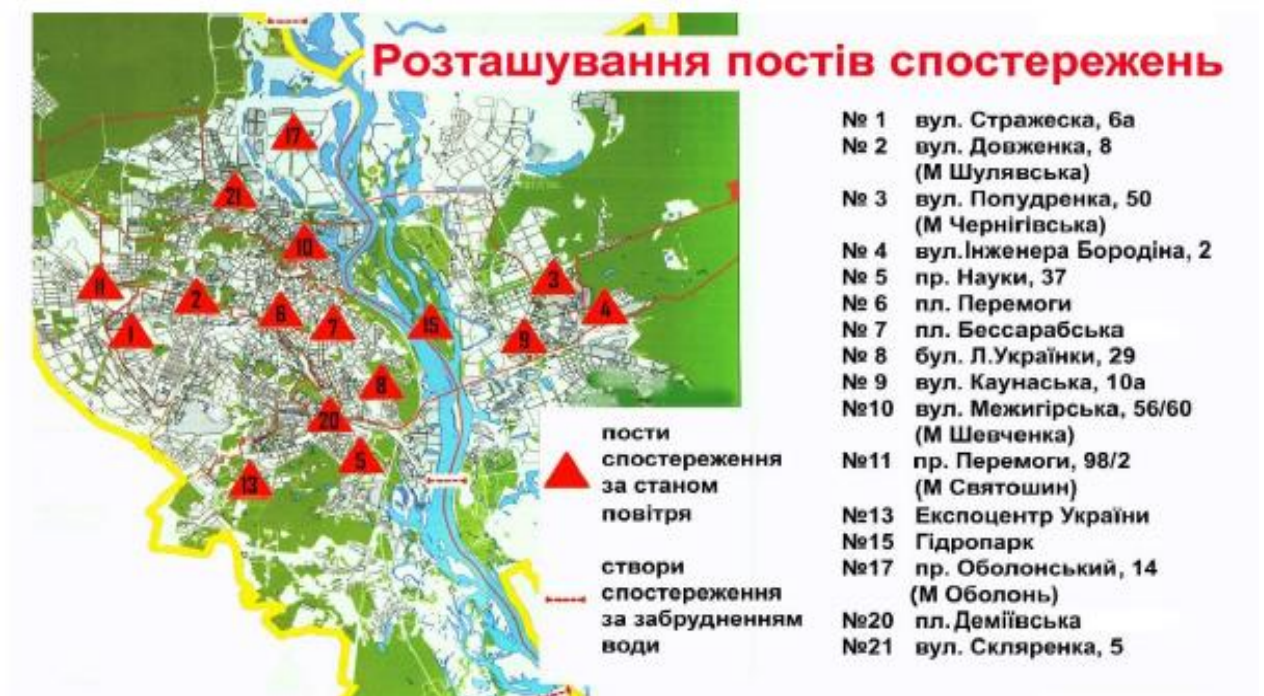 Розташування постів спостережень
№ 1 вул. Стражеска, 6а
№ 2 вул. Довженка, 8
(М Шулявська)
№ 3 вул. Попудренка, 50
(М Чернігівська)
№ 4 вул.Інженера Бородіна, 2
№ 5 пр. Науки, 37
№ 6 пл. Перемоги
№ 7 пл. Бессарабська
№ 8 бул. Л.Українки, 29
№ 9 вул. Каунаська, 10а
№10 вул. Межигірська, 56/60
(М Шевченка)
№11 пр. Перемоги, 98/2
(М Святошин)
№13 Експоцентр України
№15 Гідропарк
№17 пр. Оболонський, 14
(М Оболонь)
№20 пл.Деміївська
№21 вул. Скляренка, 5
пости
спостереження
за станом
повітря
створи
спостереження
за забрудненням
води
17
21
10
11
2
3
6
7
15
4
1
9
8
20
5
13